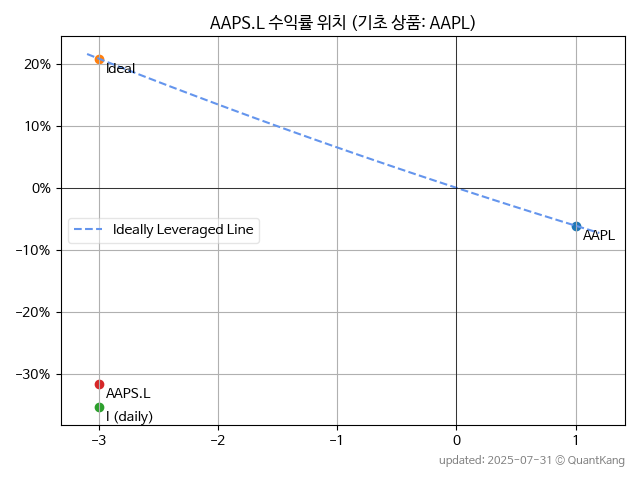 AAPS.L 수익률 위치 (기초 상품: AAPL)
20%
10%
0%
-10%
-20%
-30%
Ideal
AAPL
Ideally Leveraged Line
AAPS.L
I (daily)
-3
-2
-1
0
1
updated: 2025-07-31 © QuantKang